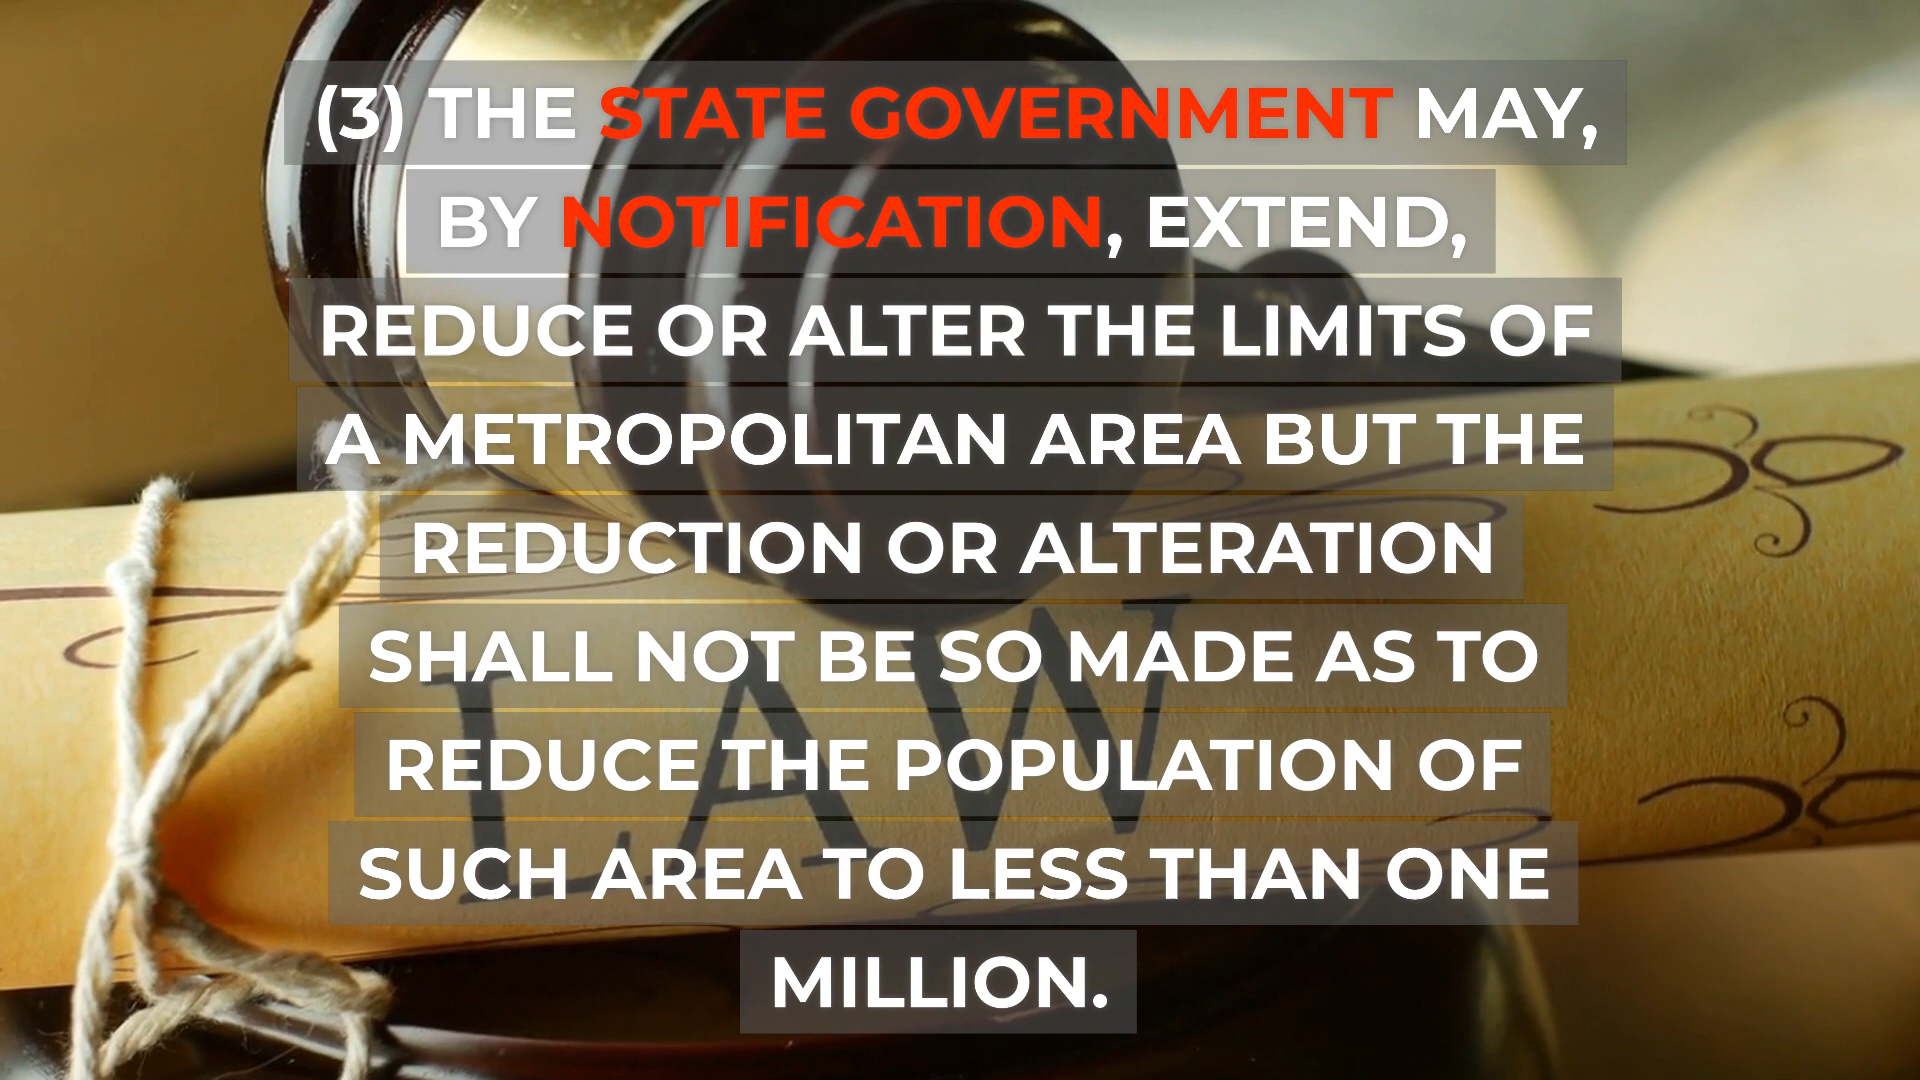 (3) THE STATE GOVERNMENT MAY,
BY NOTIFICATION, EXTEND,
REDUCE OR ALTER THE LIMITS OF
A METROPOLITAN AREA BUT THE
REDUCTION OR ALTERATION
SHALL NOT BE SO MADE AS TO
REDUCE THE POPULATION OF
SUCH AREA TO LESS THAN ONE
MILLION.
LAW